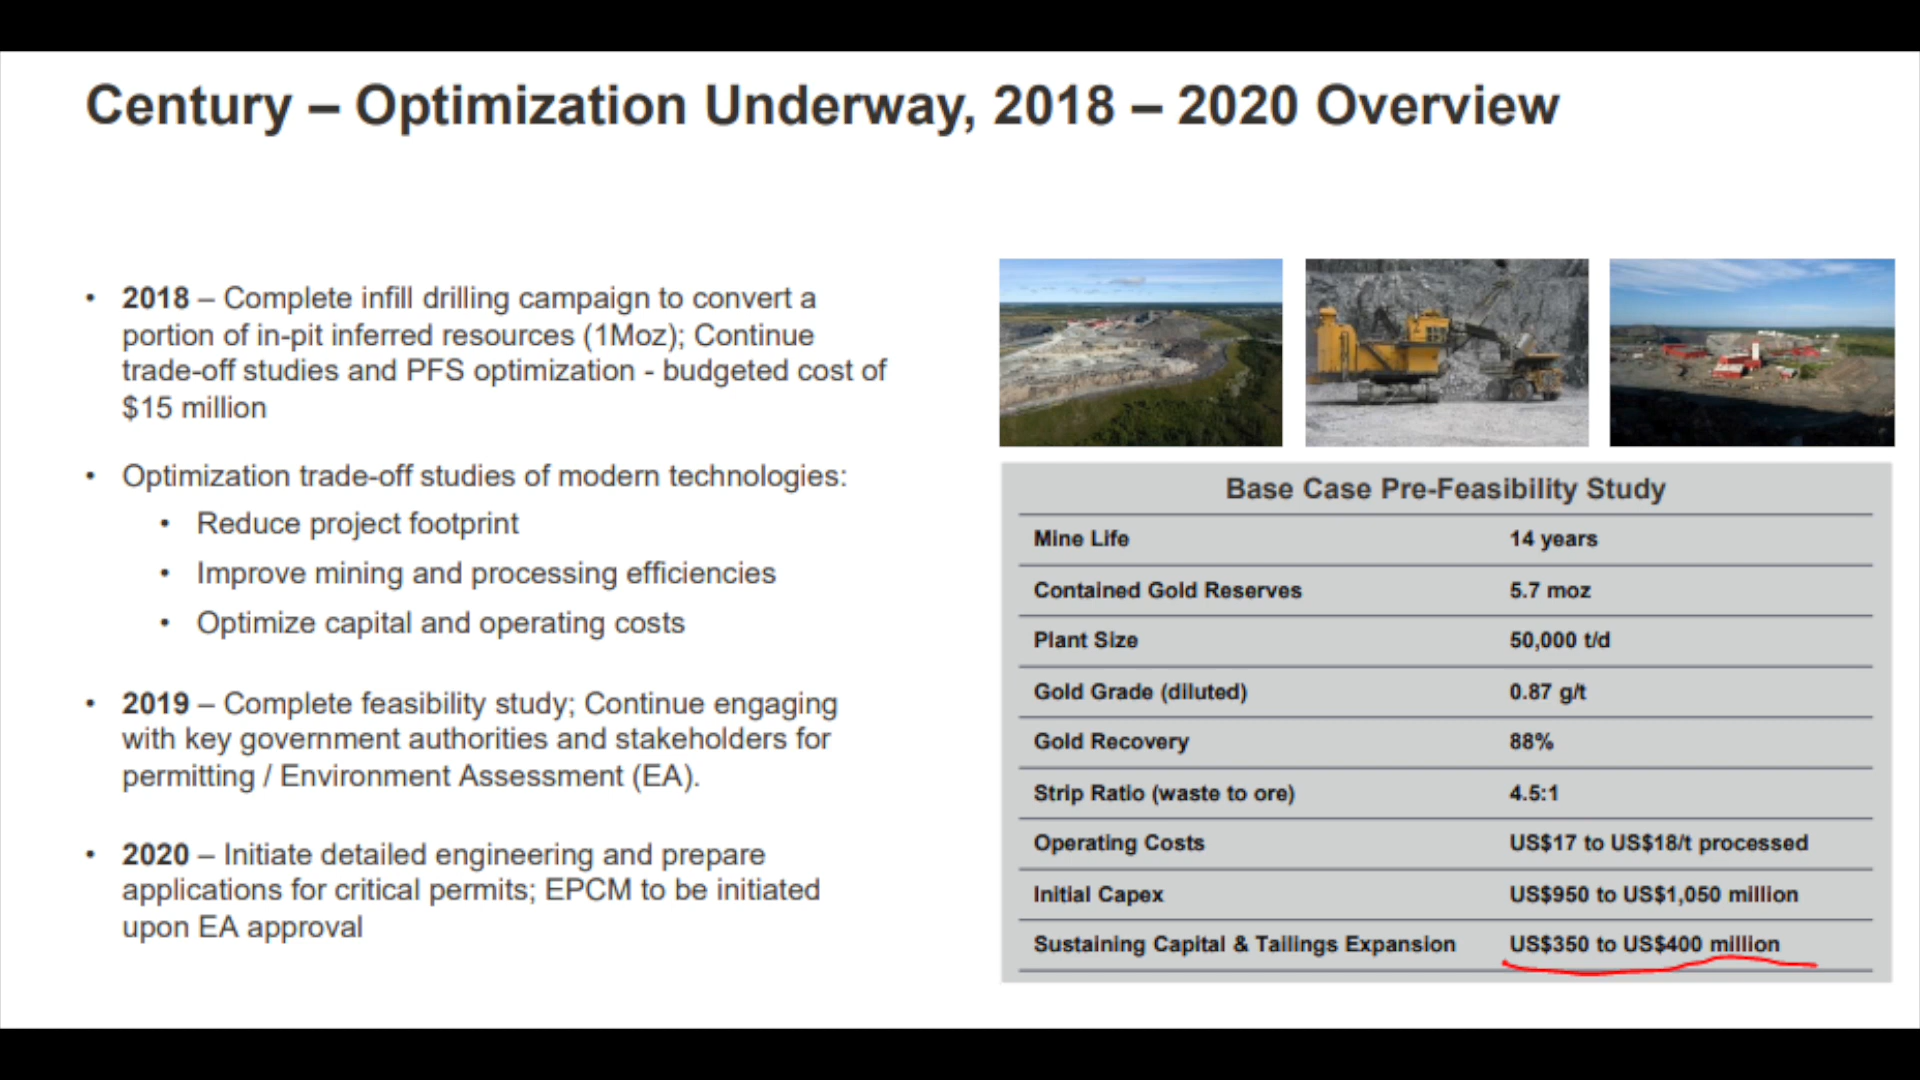 Century – Optimization Underway, 2018 – 2020 Overview
• 2018 – Complete infill drilling campaign to convert a
portion of in-pit inferred resources (1Moz); Continue
trade-off studies and PFS optimization - budgeted cost of
$15 million
• Optimization trade-off studies of modern technologies:
• Reduce project footprint
• Improve mining and processing efficiencies
• Optimize capital and operating costs
• 2019 – Complete feasibility study; Continue engaging
with key government authorities and stakeholders for
permitting / Environment Assessment (EA).
• 2020 – Initiate detailed engineering and prepare
applications for critical permits; EPCM to be initiated
upon EA approval
Base Case Pre-Feasibility Study
Mine Life 14 years
Contained Gold Reserves 5.7 moz
Plant Size 50,000 t/d
Gold Grade (diluted) 0.87 g/t
Gold Recovery 88%
Strip Ratio (waste to ore) 4.5:1
Operating Costs US$17 to US$18/t processed
Initial Capex US$950 to US$1,050 million
Sustaining Capital & Tailings Expansion US$350 to US$400 million